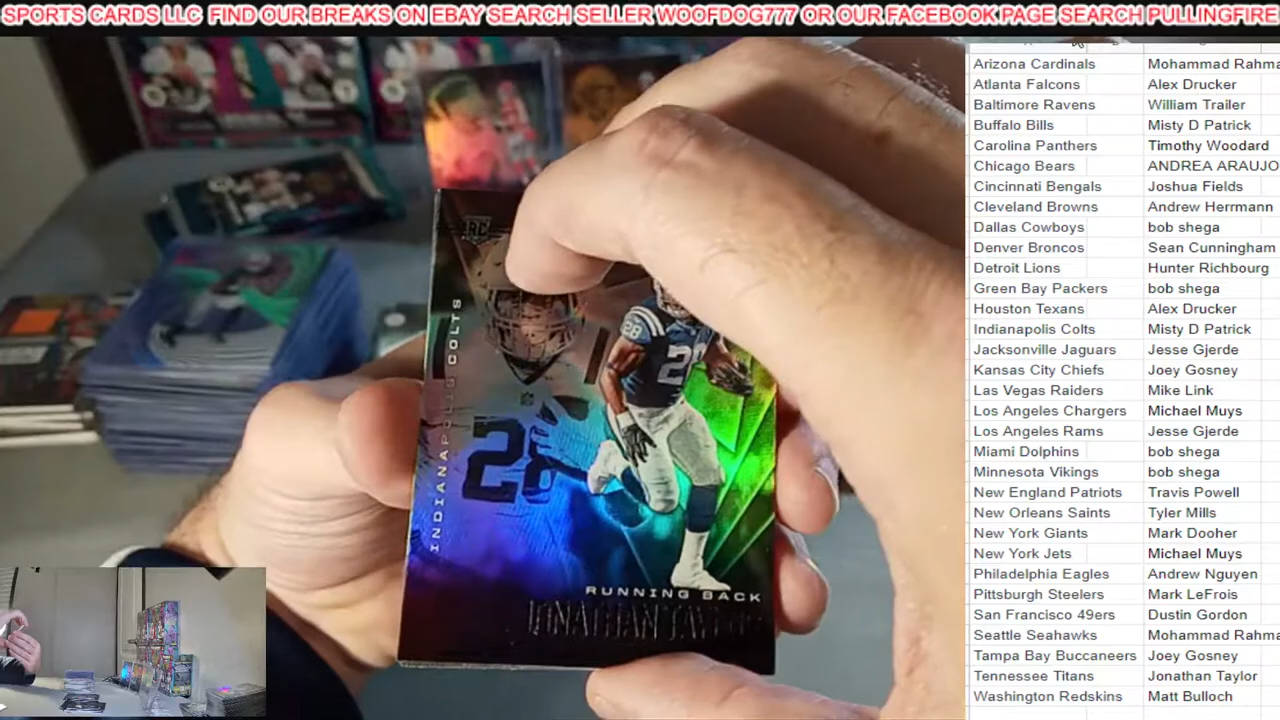 SPORTS CARDS LLC FIND OUR BREAKS ON EBAY SEARCH SELLER WOOFDOG777 OR OUR FACEBOOK PAGE SEARCH PULLINGFIRE
RC
INDIANAPOLIS COLTS
28
28
RUNNING BACK
JONATHAN TAYLOR
Arizona Cardinals Mohammad Rahma
Atlanta Falcons Alex Drucker
Baltimore Ravens William Trailer
Buffalo Bills Misty D Patrick
Carolina Panthers Timothy Woodard
Chicago Bears ANDREA ARAUJO
Cincinnati Bengals Joshua Fields
Cleveland Browns Andrew Herrmann
Dallas Cowboys bob shega
Denver Broncos Sean Cunningham
Detroit Lions Hunter Richbourg
Green Bay Packers bob shega
Houston Texans Alex Drucker
Indianapolis Colts Misty D Patrick
Jacksonville Jaguars Jesse Gjerde
Kansas City Chiefs Joey Gosney
Las Vegas Raiders Mike Link
Los Angeles Chargers Michael Muys
Los Angeles Rams Jesse Gjerde
Miami Dolphins bob shega
Minnesota Vikings bob shega
New England Patriots Travis Powell
New Orleans Saints Tyler Mills
New York Giants Mark Dooher
New York Jets Michael Muys
Philadelphia Eagles Andrew Nguyen
Pittsburgh Steelers Mark LeFrois
San Francisco 49ers Dustin Gordon
Seattle Seahawks Mohammad Rahma
Tampa Bay Buccaneers Joey Gosney
Tennessee Titans Jonathan Taylor
Washington Redskins Matt Bulloch